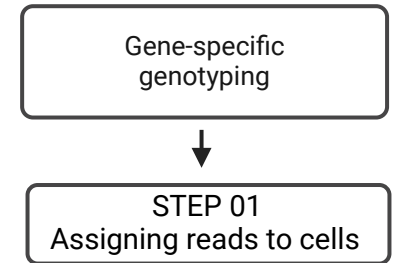 Gene-specific
genotyping
STEP 01
Assigning reads to cells